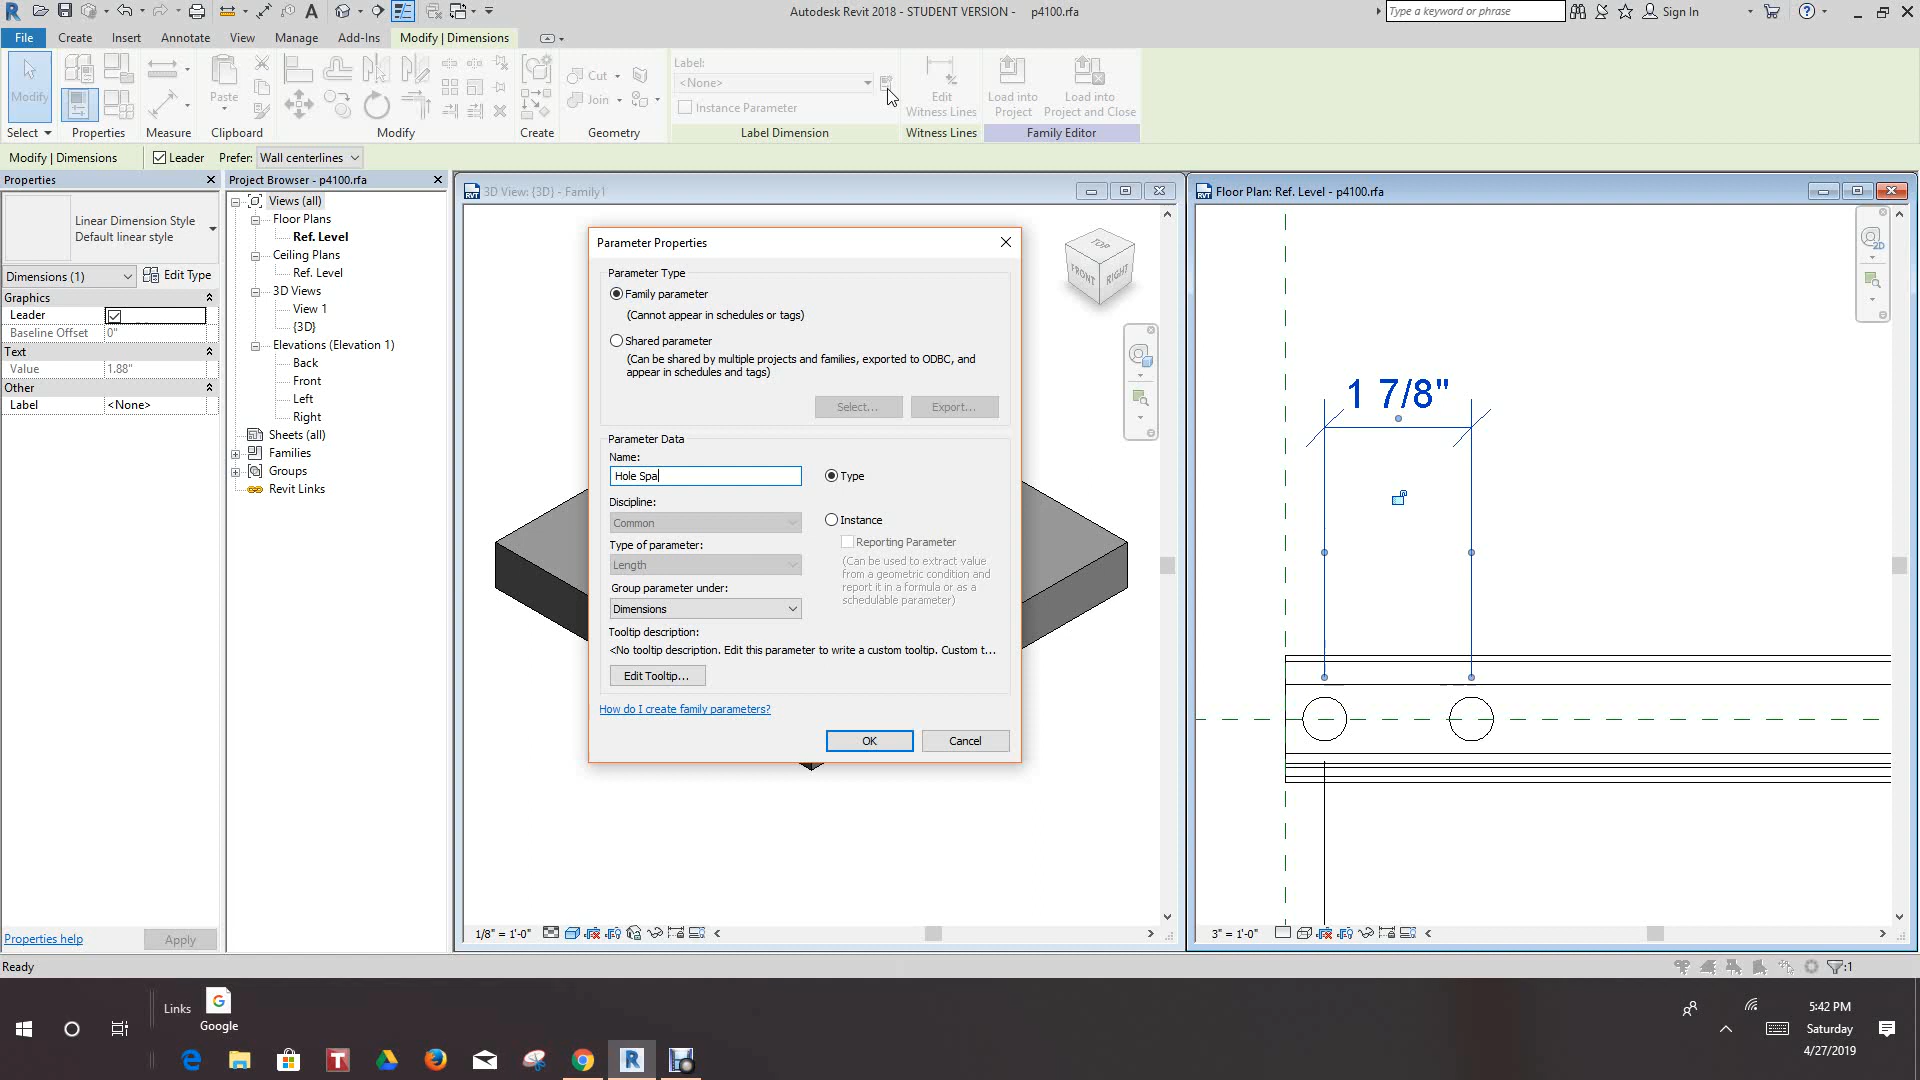 Autodesk Revit 2018 - STUDENT VERSION - p4100.rfa
Type a keyword or phrase
Sign In
File Create Insert Annotate View Manage Add-Ins Modify | Dimensions
Modify
Paste
Cut
Join
Label:
<None>
Instance Parameter
Edit
Witness Lines
Load into
Project
Load into
Project and Close
Select Properties Measure Clipboard Modify Create Geometry Label Dimension Witness Lines Family Editor
Modify | Dimensions Leader Prefer: Wall centerlines
Properties
Linear Dimension Style
Default linear style
Dimensions (1) Edit Type
Graphics
Leader
Baseline Offset 0"
Text
Value 1.88"
Other
Label <None>
Properties help Apply
Project Browser - p4100.rfa
Views (all)
Floor Plans
Ref. Level
Ceiling Plans
Ref. Level
3D Views
View 1
{3D}
Elevations (Elevation 1)
Back
Front
Left
Right
Sheets (all)
Families
Groups
Revit Links
3D View: {3D} - Family1
TOP
FRONT
RIGHT
Parameter Properties
Parameter Type
Family parameter
(Cannot appear in schedules or tags)
Shared parameter
(Can be shared by multiple projects and families, exported to ODBC, and
appear in schedules and tags)
Select... Export...
Parameter Data
Name:
Hole Spa
Type
Discipline:
Common
Instance
Reporting Parameter
(Can be used to extract value
from a geometric condition and
report it in a formula or as a
schedulable parameter)
Type of parameter:
Length
Group parameter under:
Dimensions
Tooltip description:
<No tooltip description. Edit this parameter to write a custom tooltip. Custom t...
Edit Tooltip...
How do I create family parameters?
OK Cancel
1/8" = 1'-0"
Floor Plan: Ref. Level - p4100.rfa
2D
1 7/8"
3" = 1'-0"
Ready
:1
Links
Google
5:42 PM
Saturday
4/27/2019